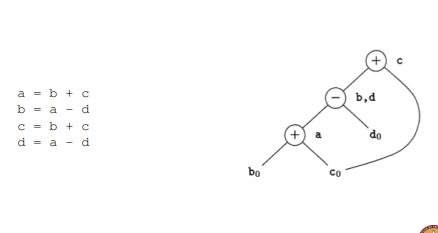 a = b + c
b = a - d
c = b + c
d = a - d
+ c
− b,d
+ a
d₀
b₀
c₀